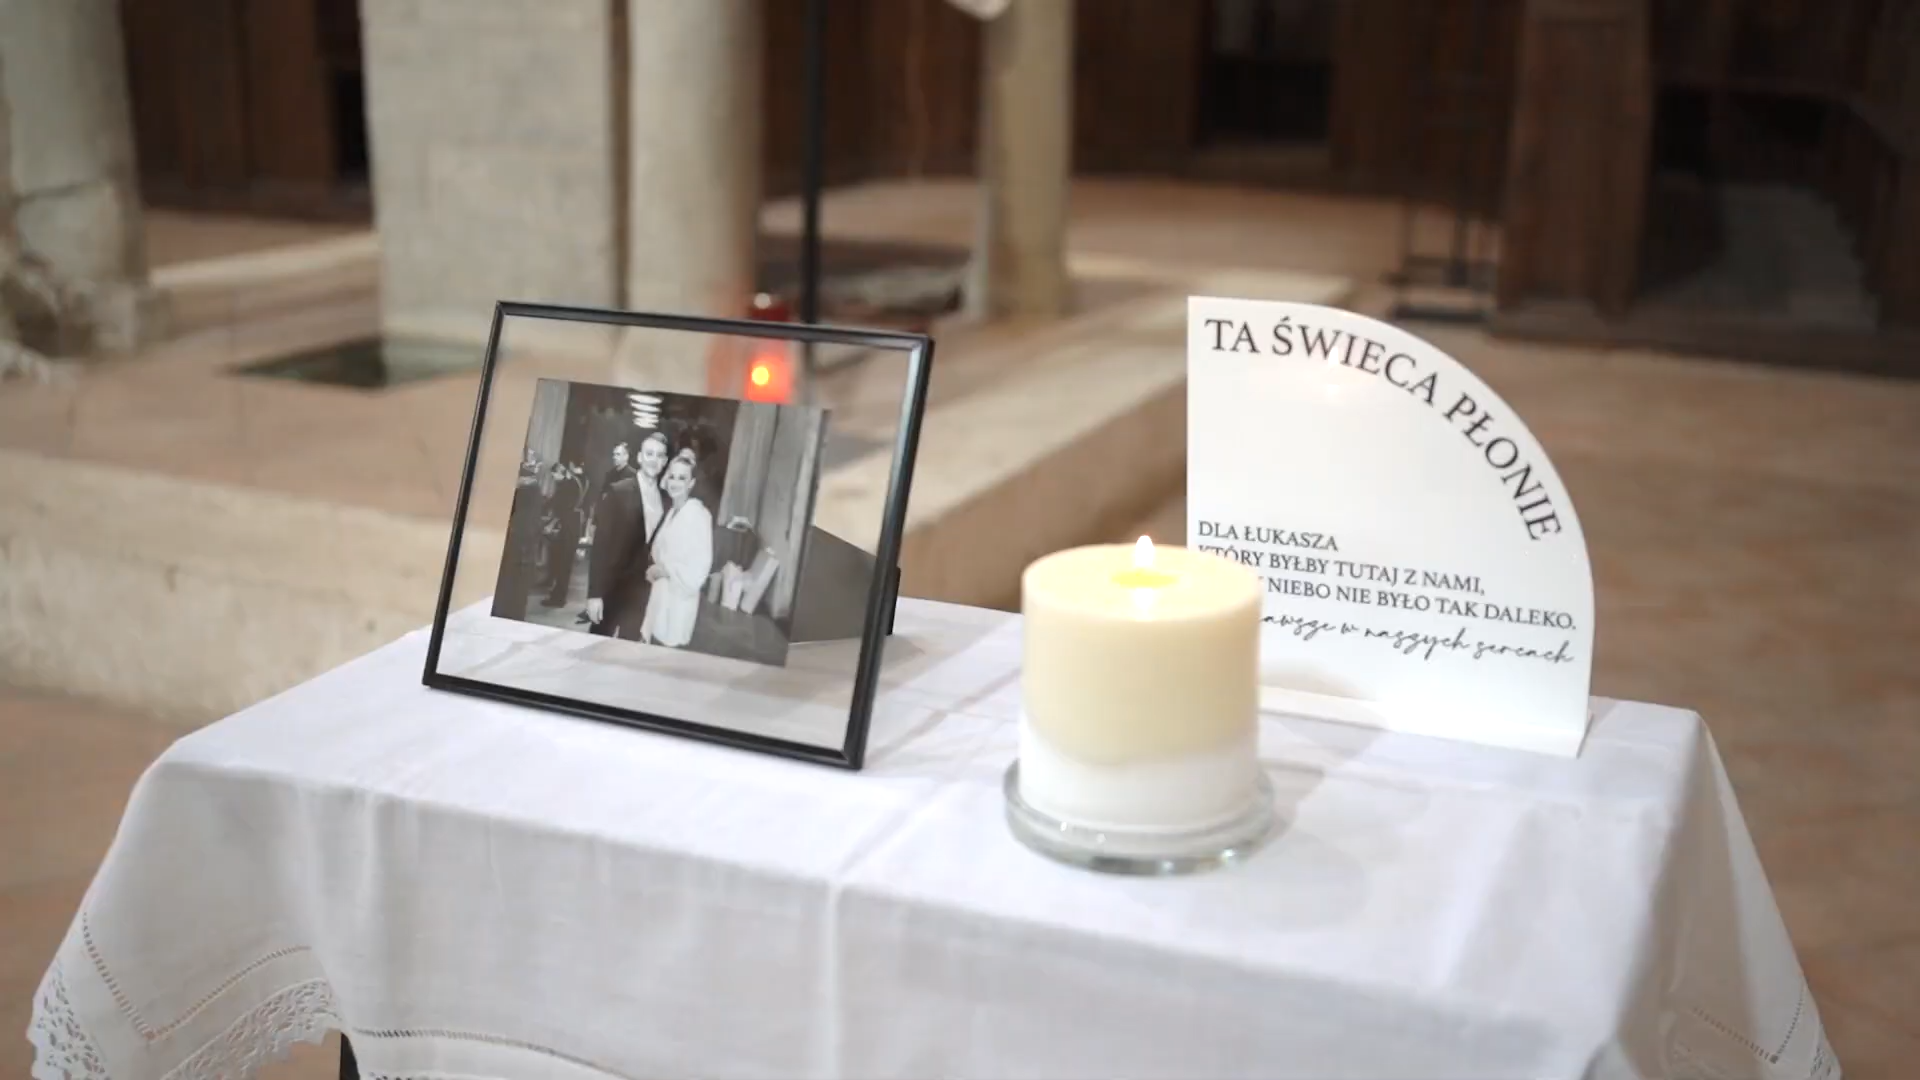 TA ŚWIECA PŁONIE
DLA ŁUKASZA
KTÓRY BYŁBY TUTAJ Z NAMI,
NIEBO NIE BYŁO TAK DALEKO.
w naszych sercach